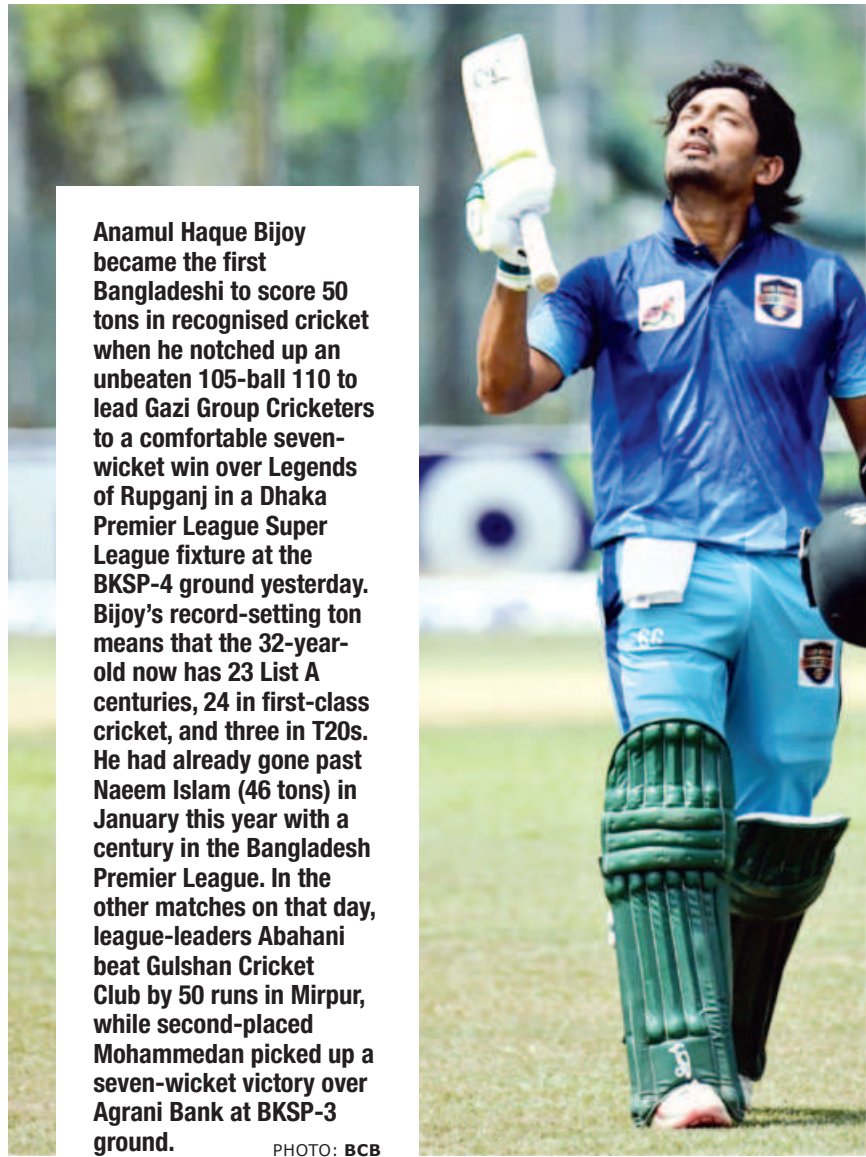 Anamul Haque Bijoy
became the first
Bangladeshi to score 50
tons in recognised cricket
when he notched up an
unbeaten 105-ball 110 to
lead Gazi Group Cricketers
to a comfortable seven-
wicket win over Legends
of Rupganj in a Dhaka
Premier League Super
League fixture at the
BKSP-4 ground yesterday.
Bijoy’s record-setting ton
means that the 32-year-
old now has 23 List A
centuries, 24 in first-class
cricket, and three in T20s.
He had already gone past
Naeem Islam (46 tons) in
January this year with a
century in the Bangladesh
Premier League. In the
other matches on that day,
league-leaders Abahani
beat Gulshan Cricket
Club by 50 runs in Mirpur,
while second-placed
Mohammedan picked up a
seven-wicket victory over
Agrani Bank at BKSP-3
ground.
PHOTO: BCB